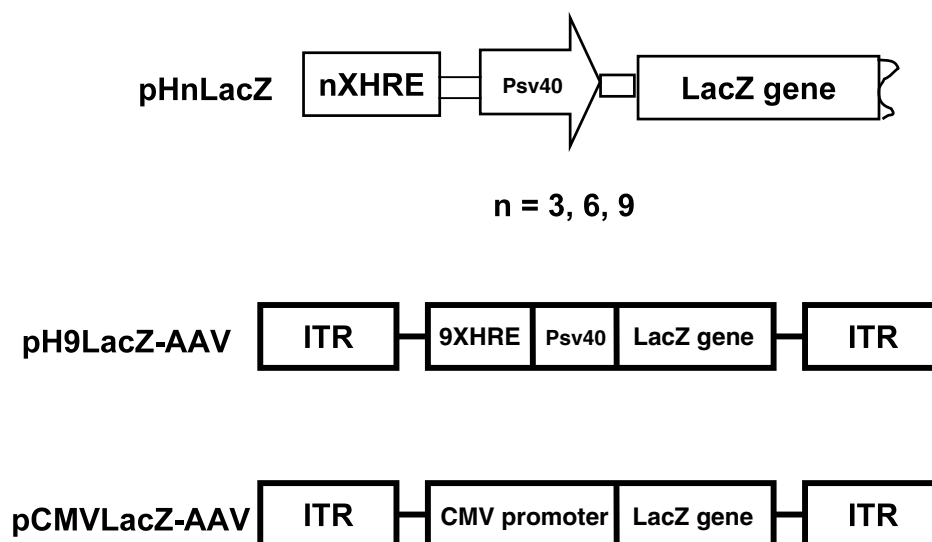 pHnLacZ nXHRE Psv40 LacZ gene
n = 3, 6, 9
pH9LacZ-AAV ITR 9XHRE Psv40 LacZ gene ITR
pCMVLacZ-AAV ITR CMV promoter LacZ gene ITR